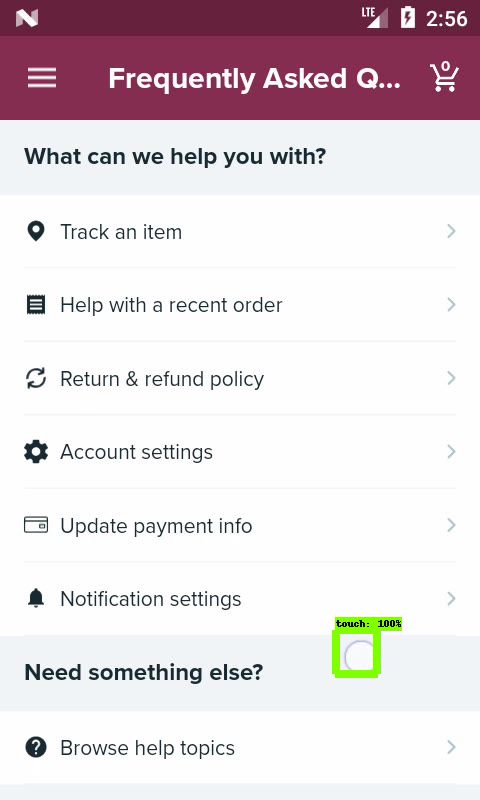 LTE 2:56
Frequently Asked Q... 0
What can we help you with?
Track an item
Help with a recent order
Return & refund policy
Account settings
Update payment info
Notification settings
touch: 100%
Need something else?
Browse help topics